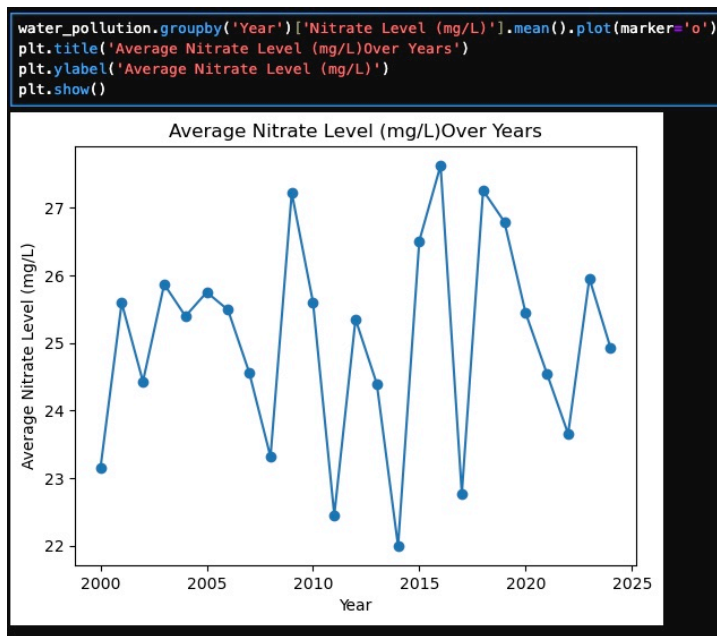 water_pollution.groupby('Year')['Nitrate Level (mg/L)'].mean().plot(marker='o')
plt.title('Average Nitrate Level (mg/L)Over Years')
plt.ylabel('Average Nitrate Level (mg/L)')
plt.show()
Average Nitrate Level (mg/L)Over Years
Average Nitrate Level (mg/L)
27
26
25
24
23
22
2000 2005 2010 2015 2020 2025
Year